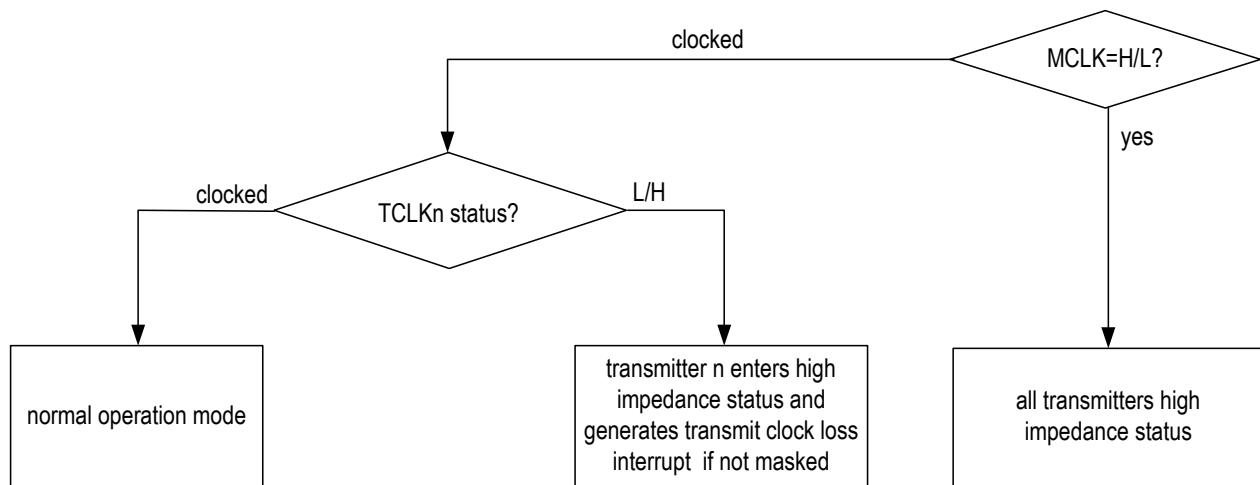 clocked
MCLK=H/L?
yes
clocked
TCLKn status?
L/H
normal operation mode
transmitter n enters high
impedance status and
generates transmit clock loss
interrupt if not masked
all transmitters high
impedance status